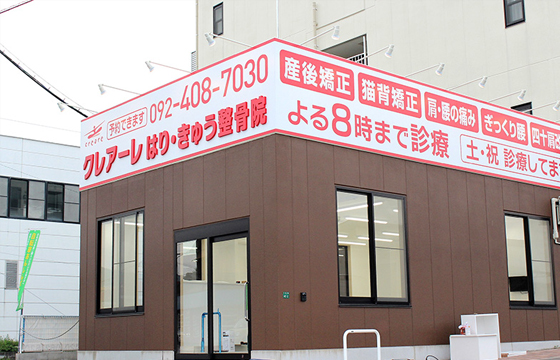 creare
予約できます
092-408-7030
クレアーレ はり・きゅう整骨院
産後矯正
猫背矯正
肩・腰の痛み
ぎっくり腰
四十肩
よる8時まで診療
土・祝 診療してま